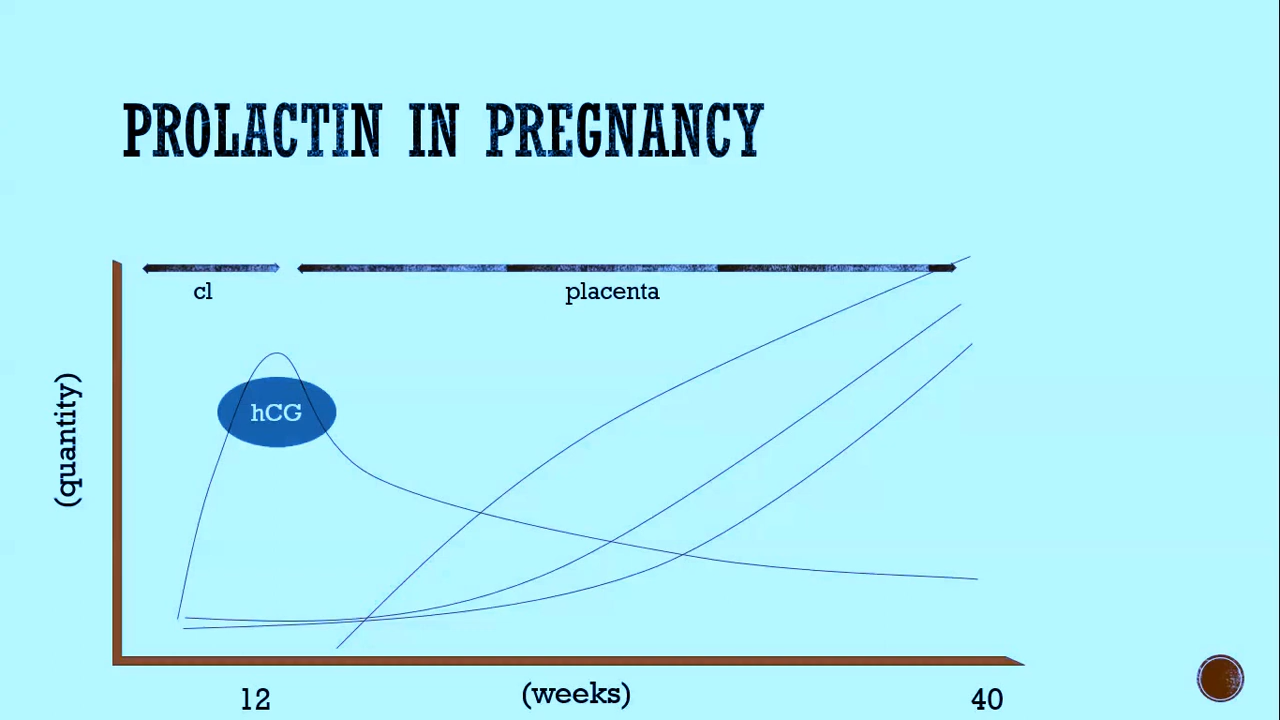 PROLACTIN IN PREGNANCY
cl
placenta
hCG
(quantity)
12
(weeks)
40